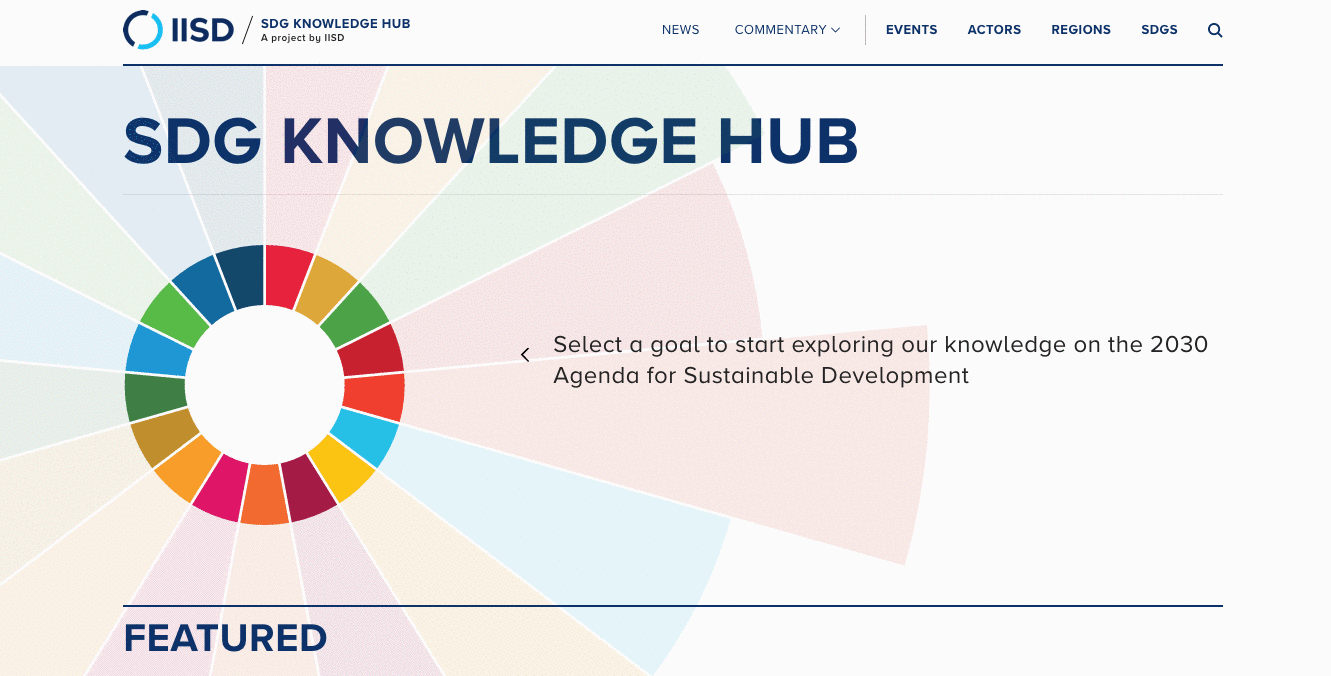 IISD
SDG KNOWLEDGE HUB
A project by IISD
NEWS
COMMENTARY
EVENTS
ACTORS
REGIONS
SDGS
SDG KNOWLEDGE HUB
Select a goal to start exploring our knowledge on the 2030
Agenda for Sustainable Development
FEATURED